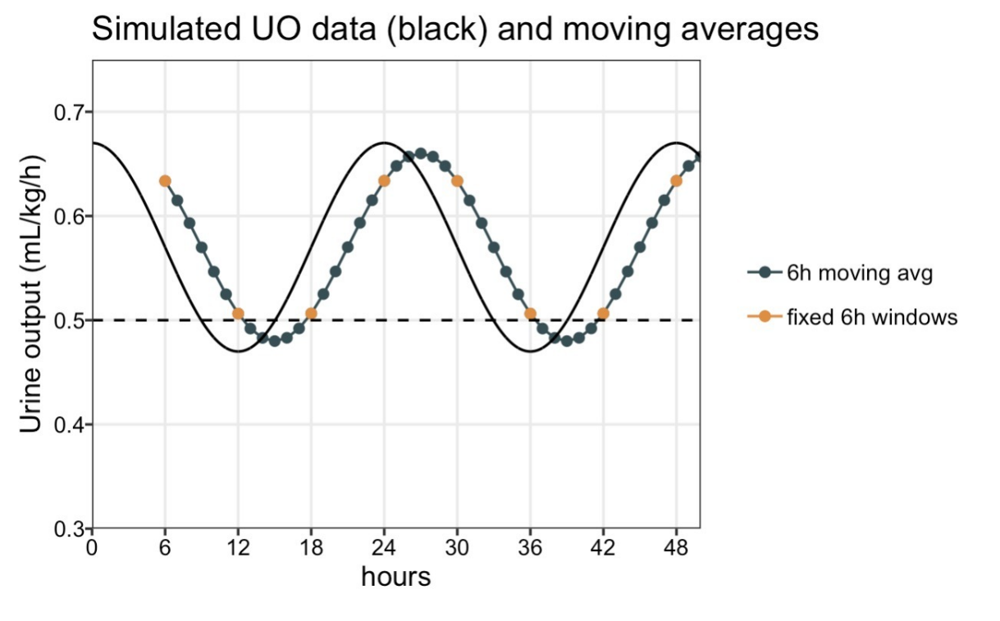 Simulated UO data (black) and moving averages
Urine output (mL/kg/h)
0.7
0.6
0.5
0.4
0.3
0 6 12 18 24 30 36 42 48
hours
6h moving avg
fixed 6h windows